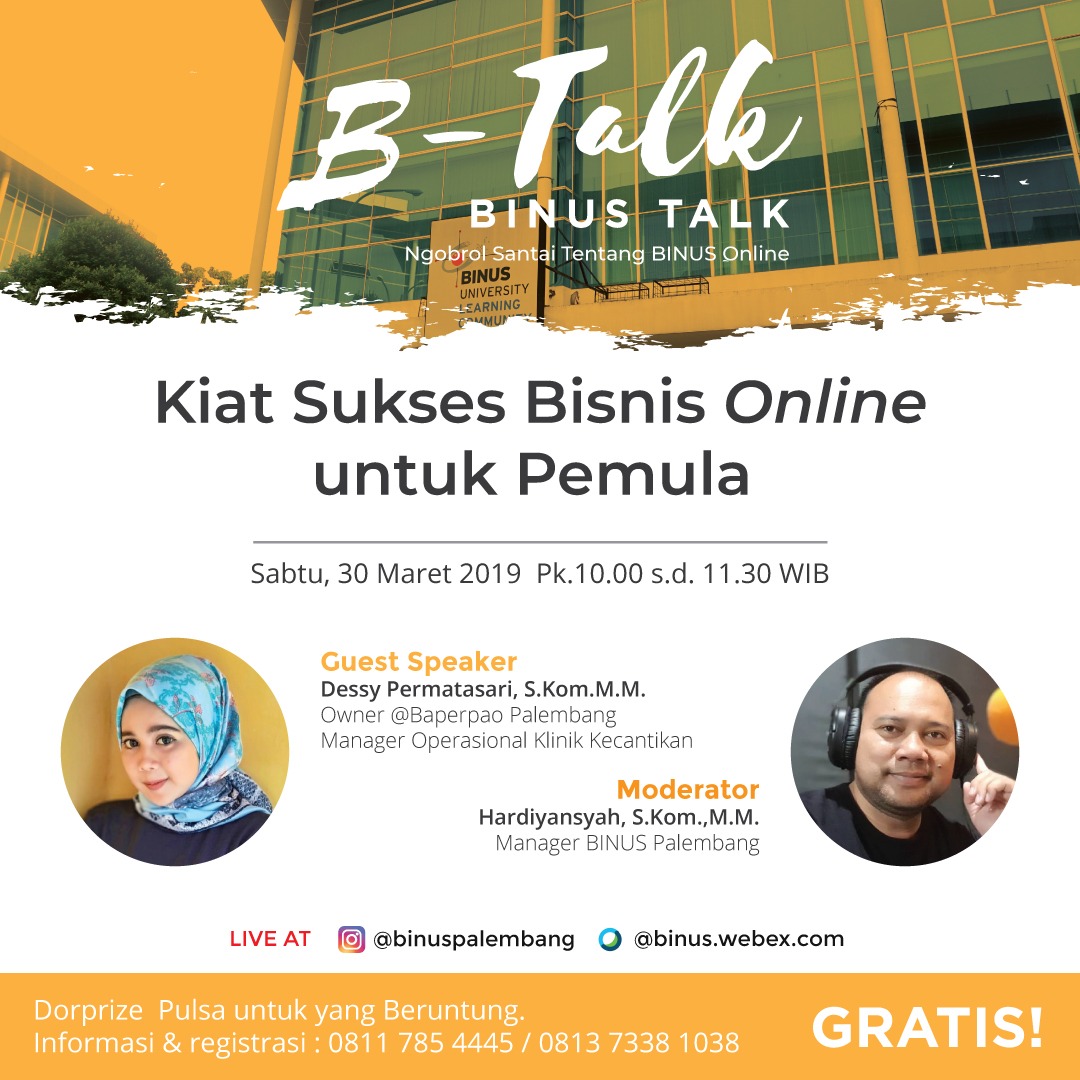 B-Talk
BINUS TALK
Ngobrol Santai Tentang BINUS Online
BINUS
UNIVERSITY
LEARNING
COMMUNITY
Kiat Sukses Bisnis Online
untuk Pemula
Sabtu, 30 Maret 2019 Pk.10.00 s.d. 11.30 WIB
Guest Speaker
Dessy Permatasari, S.Kom.M.M.
Owner @Baperpao Palembang
Manager Operasional Klinik Kecantikan
Moderator
Hardiyansyah, S.Kom.,M.M.
Manager BINUS Palembang
LIVE AT @binuspalembang @binus.webex.com
Dorprize Pulsa untuk yang Beruntung.
Informasi & registrasi : 0811 785 4445 / 0813 7338 1038
GRATIS!